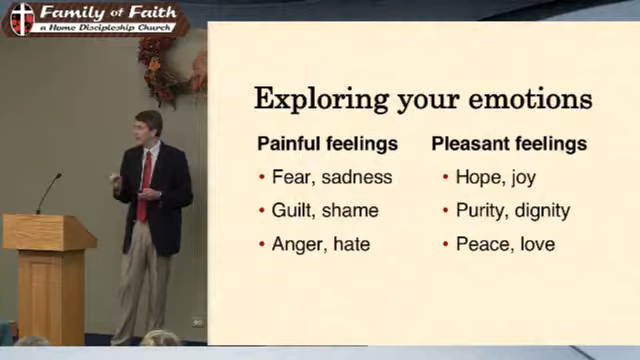 Family of Faith
a Home Discipleship Church
Exploring your emotions
Painful feelings
• Fear, sadness
• Guilt, shame
• Anger, hate
Pleasant feelings
• Hope, joy
• Purity, dignity
• Peace, love